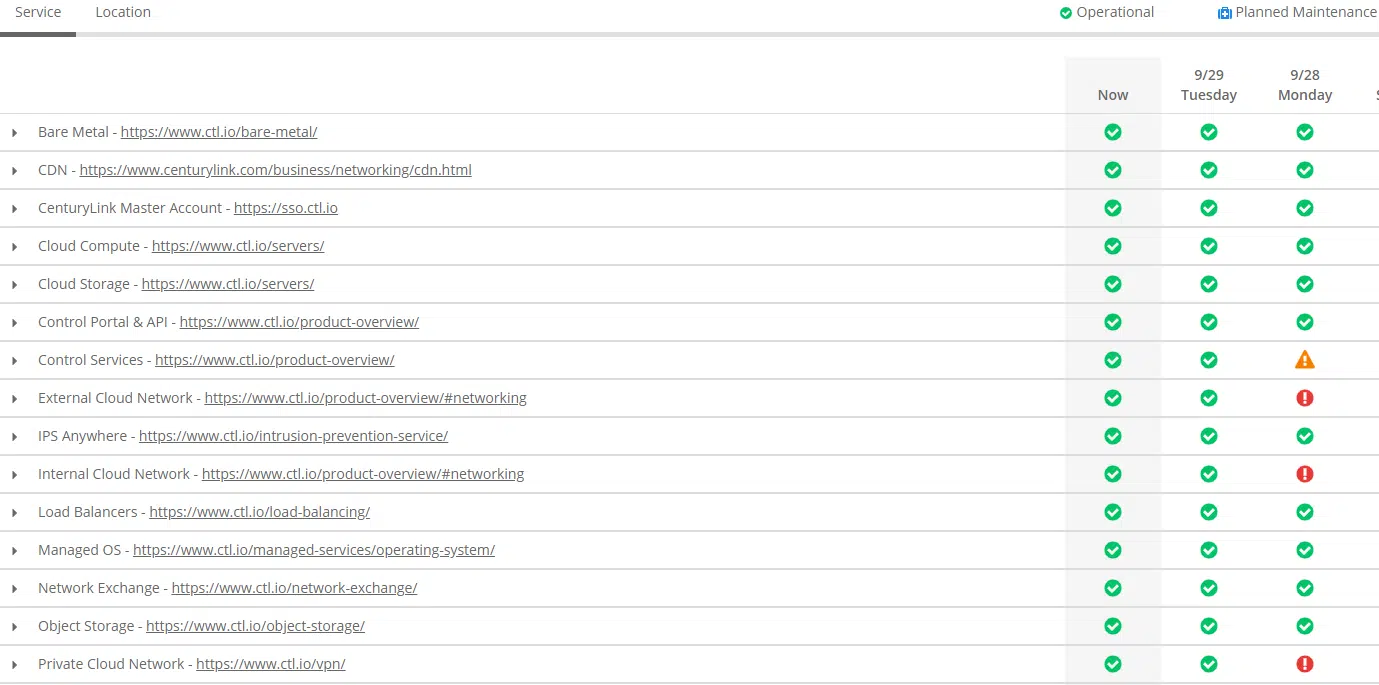 Service Location Operational Planned Maintenance
9/29 9/28
Now Tuesday Monday
Bare Metal - https://www.ctl.io/bare-metal/
CDN - https://www.centurylink.com/business/networking/cdn.html
CenturyLink Master Account - https://sso.ctl.io
Cloud Compute - https://www.ctl.io/servers/
Cloud Storage - https://www.ctl.io/servers/
Control Portal & API - https://www.ctl.io/product-overview/
Control Services - https://www.ctl.io/product-overview/
External Cloud Network - https://www.ctl.io/product-overview/#networking
IPS Anywhere - https://www.ctl.io/intrusion-prevention-service/
Internal Cloud Network - https://www.ctl.io/product-overview/#networking
Load Balancers - https://www.ctl.io/load-balancing/
Managed OS - https://www.ctl.io/managed-services/operating-system/
Network Exchange - https://www.ctl.io/network-exchange/
Object Storage - https://www.ctl.io/object-storage/
Private Cloud Network - https://www.ctl.io/vpn/